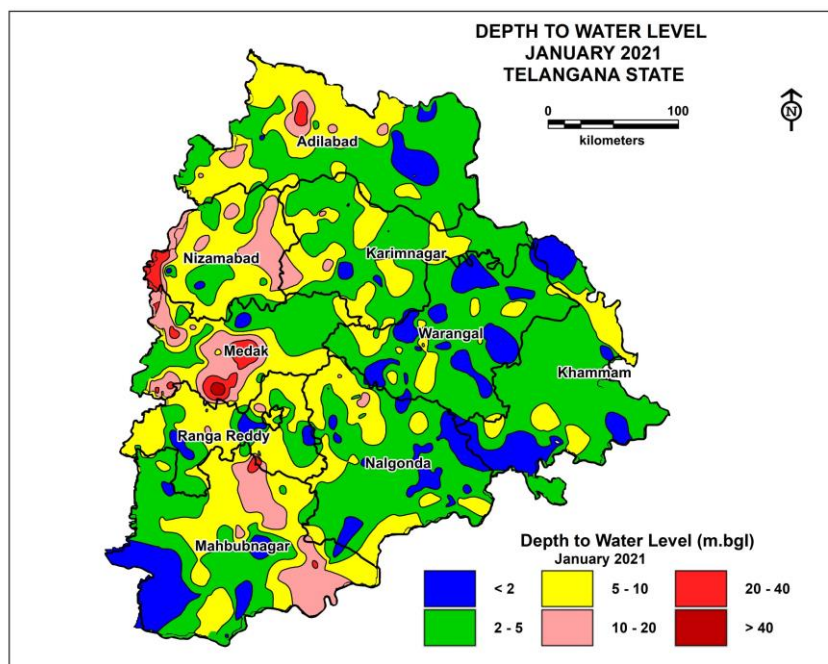 DEPTH TO WATER LEVEL
JANUARY 2021
TELANGANA STATE
0 100
kilometers
N
Adilabad
Nizamabad
Karimnagar
Warangal
Medak
Khammam
Ranga Reddy
Nalgonda
Mahbubnagar
Depth to Water Level (m.bgl)
January 2021
< 2 5 - 10 20 - 40
2 - 5 10 - 20 > 40